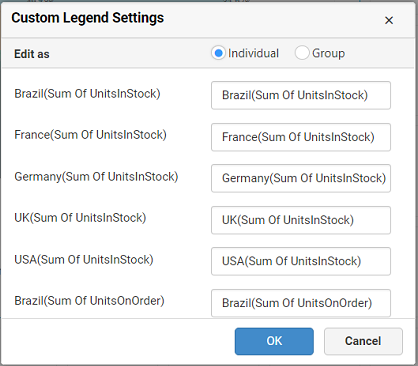 Custom Legend Settings ×
Edit as Individual Group
Brazil(Sum Of UnitsInStock) Brazil(Sum Of UnitsInStock)
France(Sum Of UnitsInStock) France(Sum Of UnitsInStock)
Germany(Sum Of UnitsInStock) Germany(Sum Of UnitsInStock)
UK(Sum Of UnitsInStock) UK(Sum Of UnitsInStock)
USA(Sum Of UnitsInStock) USA(Sum Of UnitsInStock)
Brazil(Sum Of UnitsOnOrder) Brazil(Sum Of UnitsOnOrder)
OK Cancel